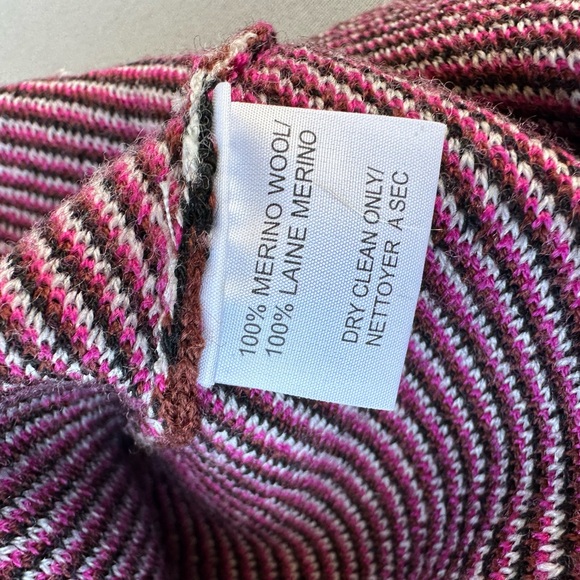 100% MERINO WOOL/
100% LAINE MERINO
DRY CLEAN ONLY/
NETTOYER A SEC